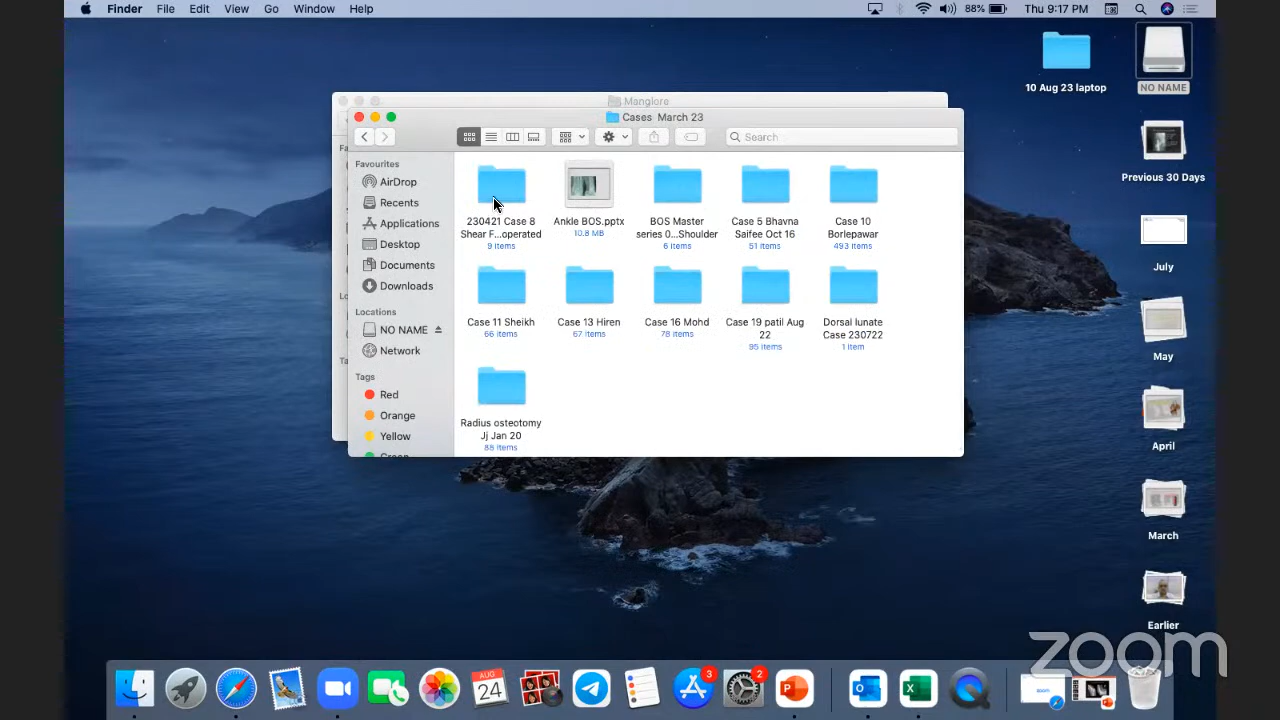 Finder File Edit View Go Window Help
88% Thu 9:17 PM
Manglore
Cases March 23
Search
Favourites
AirDrop
Recents
Applications
Desktop
Documents
Downloads
Locations
NO NAME
Network
Tags
Red
Orange
Yellow
Green
230421 Case 8
Shear F...operated
9 items
Ankle BOS.pptx
10.8 MB
BOS Master
series 0...Shoulder
6 items
Case 5 Bhavna
Saifee Oct 16
51 items
Case 10
Borlepawar
493 items
Case 11 Sheikh
66 items
Case 13 Hiren
67 items
Case 16 Mohd
78 items
Case 19 patil Aug
22
95 items
Dorsal lunate
Case 230722
1 item
Radius osteotomy
Jj Jan 20
88 items
10 Aug 23 laptop
NO NAME
Previous 30 Days
July
May
April
March
Earlier
AUG
24
3
2
zoom